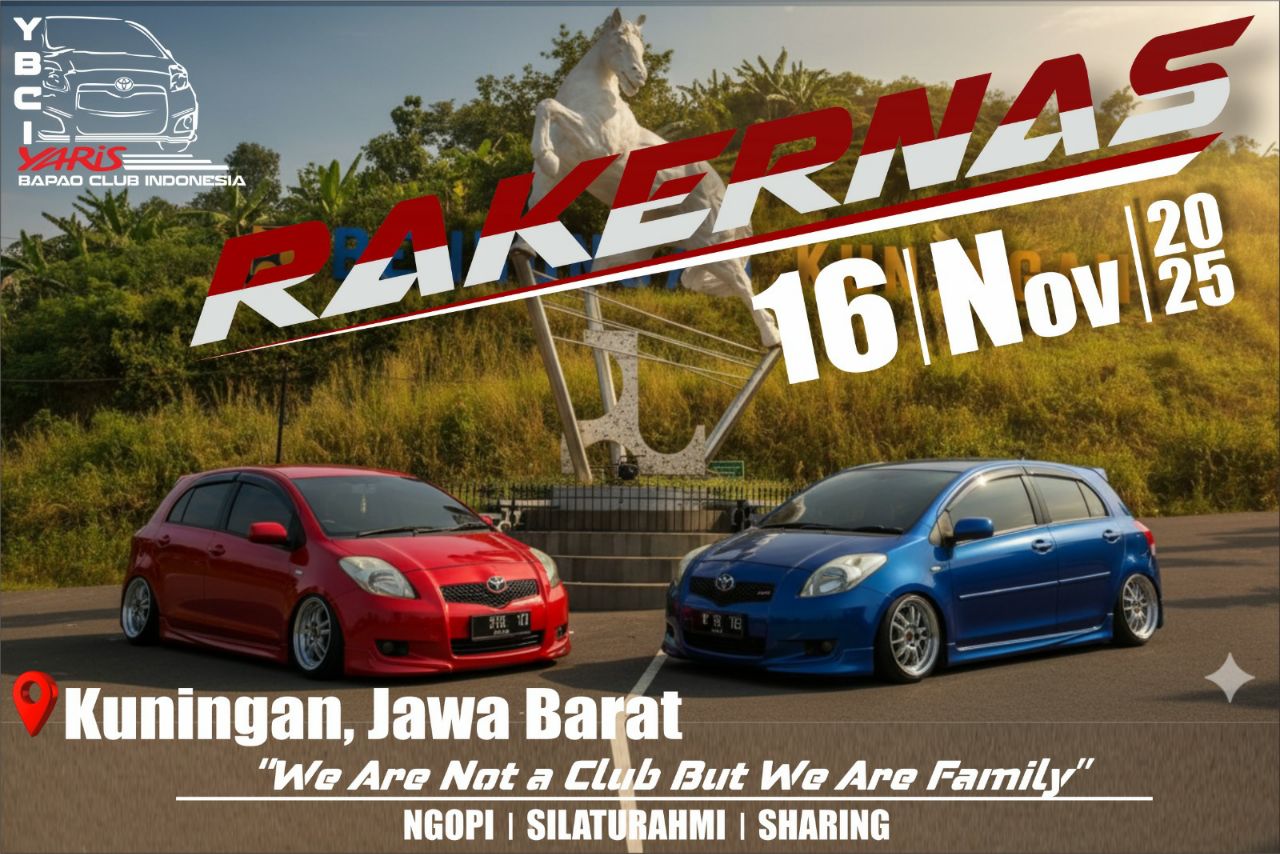 YBCI
YARiS
BAPAO CLUB INDONESIA
RAKERNAS
16 | Nov | 2025
Kuningan, Jawa Barat
"We Are Not a Club But We Are Family"
NGOPI | SILATURAHMI | SHARING